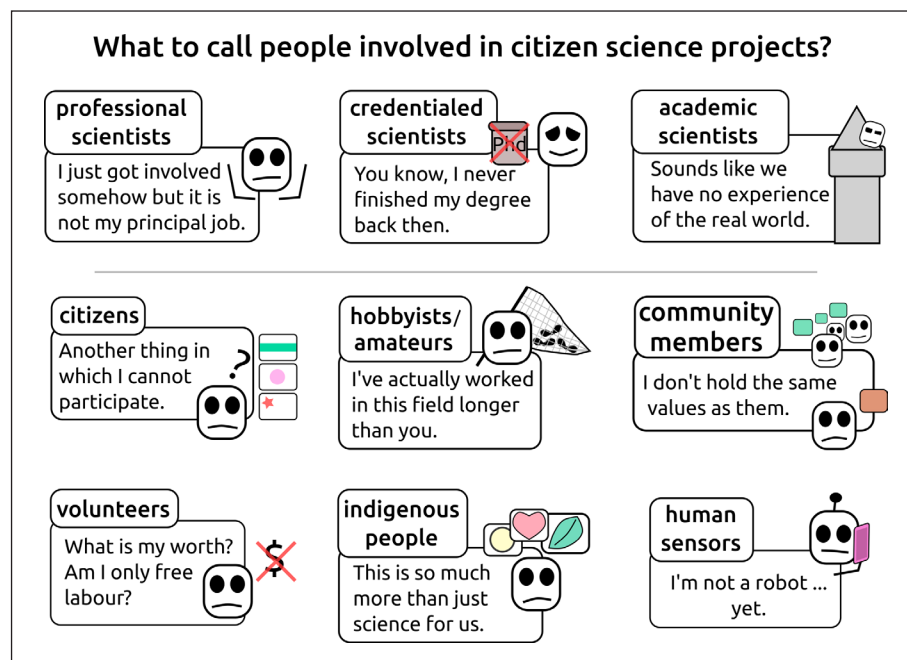 What to call people involved in citizen science projects?
professional
scientists
I just got involved
somehow but it is
not my principal job.
credentialed
scientists
Phd
You know, I never
finished my degree
back then.
academic
scientists
Sounds like we
have no experience
of the real world.
citizens
Another thing in
which I cannot
participate.
?
hobbyists/
amateurs
I've actually worked
in this field longer
than you.
community
members
I don't hold the same
values as them.
volunteers
What is my worth?
Am I only free
labour?
$
indigenous
people
This is so much
more than just
science for us.
human
sensors
I'm not a robot ...
yet.